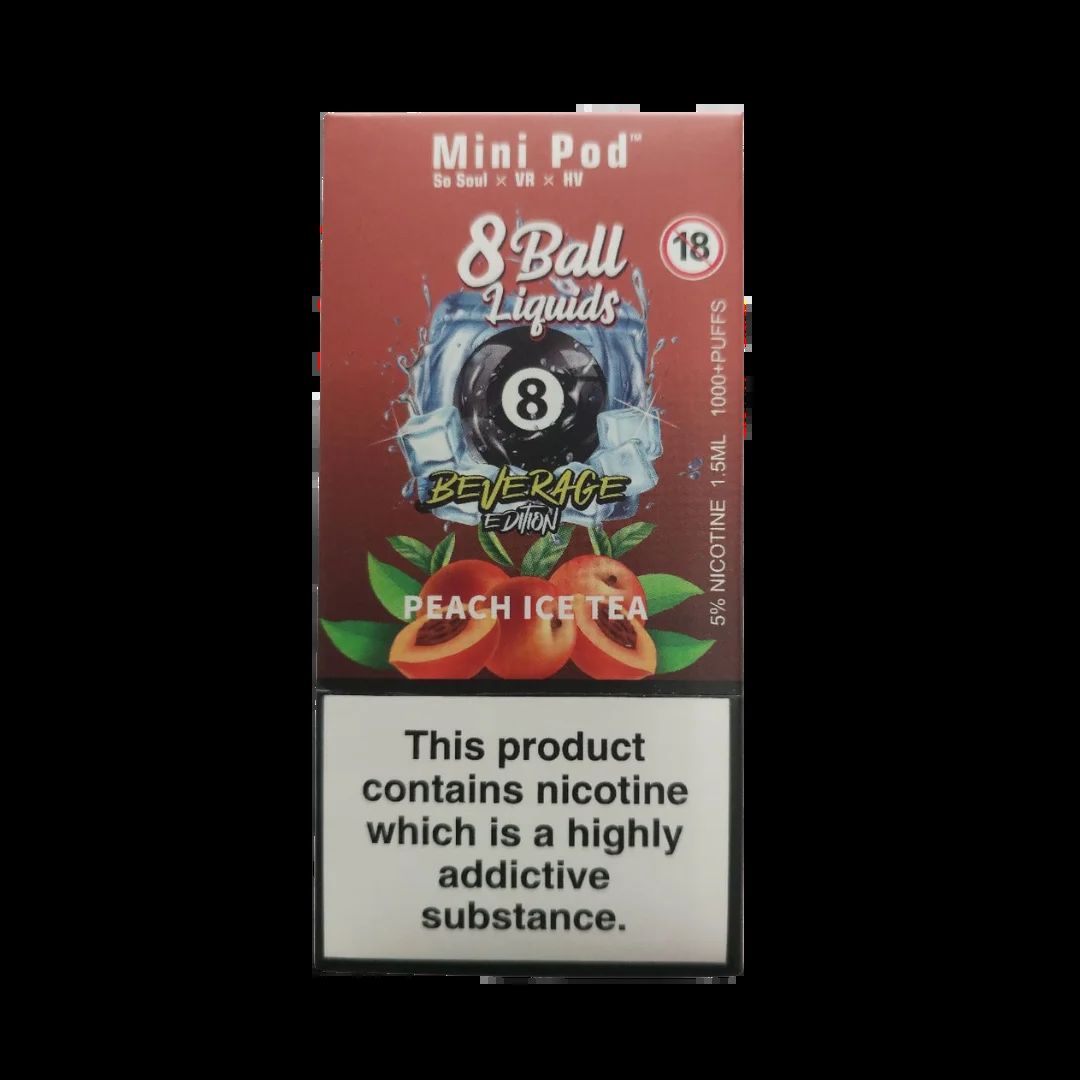 Mini Pod™
So Soul × VR × HV
8 Ball
Liquids
18
8
BEVERAGE
EDITION
PEACH ICE TEA
5% NICOTINE 1.5ML 1000+PUFFS
This product
contains nicotine
which is a highly
addictive
substance.